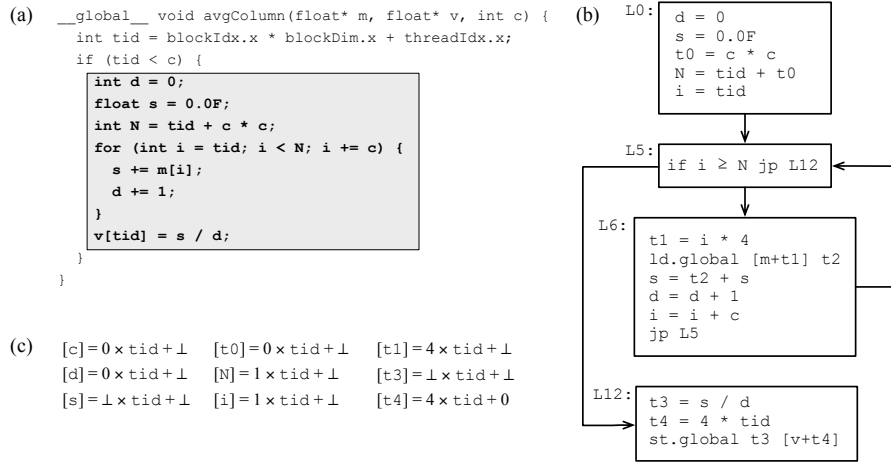 (a)
__global__ void avgColumn(float* m, float* v, int c) {
int tid = blockIdx.x * blockDim.x + threadIdx.x;
if (tid < c) {
int d = 0;
float s = 0.0F;
int N = tid + c * c;
for (int i = tid; i < N; i += c) {
s += m[i];
d += 1;
}
v[tid] = s / d;
}
}
(b)
L0:
d = 0
s = 0.0F
t0 = c * c
N = tid + t0
i = tid
L5:
if i ≥ N jp L12
L6:
t1 = i * 4
ld.global [m+t1] t2
s = t2 + s
d = d + 1
i = i + c
jp L5
L12:
t3 = s / d
t4 = 4 * tid
st.global t3 [v+t4]
(c)
[c] = 0 × tid + ⊥ [t0] = 0 × tid + ⊥ [t1] = 4 × tid + ⊥
[d] = 0 × tid + ⊥ [N] = 1 × tid + ⊥ [t3] = ⊥ × tid + ⊥
[s] = ⊥ × tid + ⊥ [i] = 1 × tid + ⊥ [t4] = 4 × tid + 0